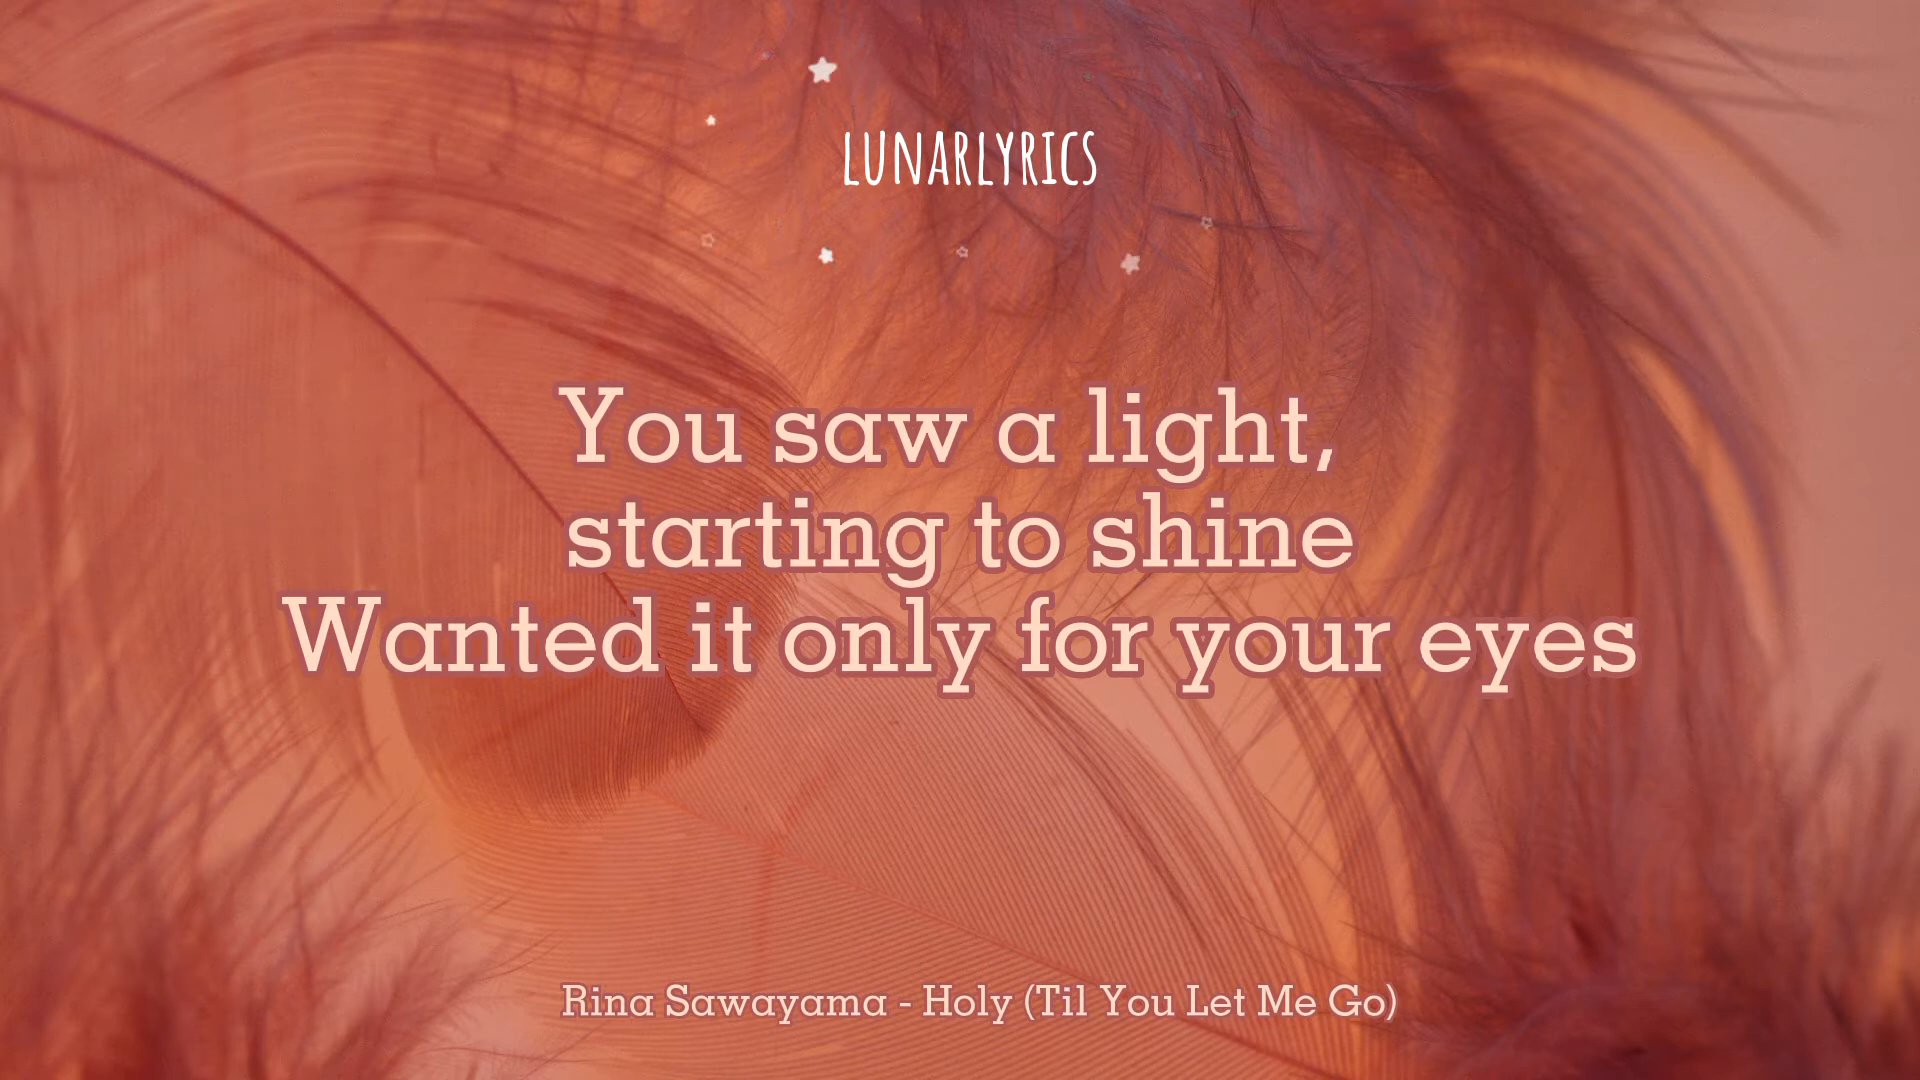 LUNARLYRICS
You saw a light,
starting to shine
Wanted it only for your eyes
Rina Sawayama - Holy (Til You Let Me Go)